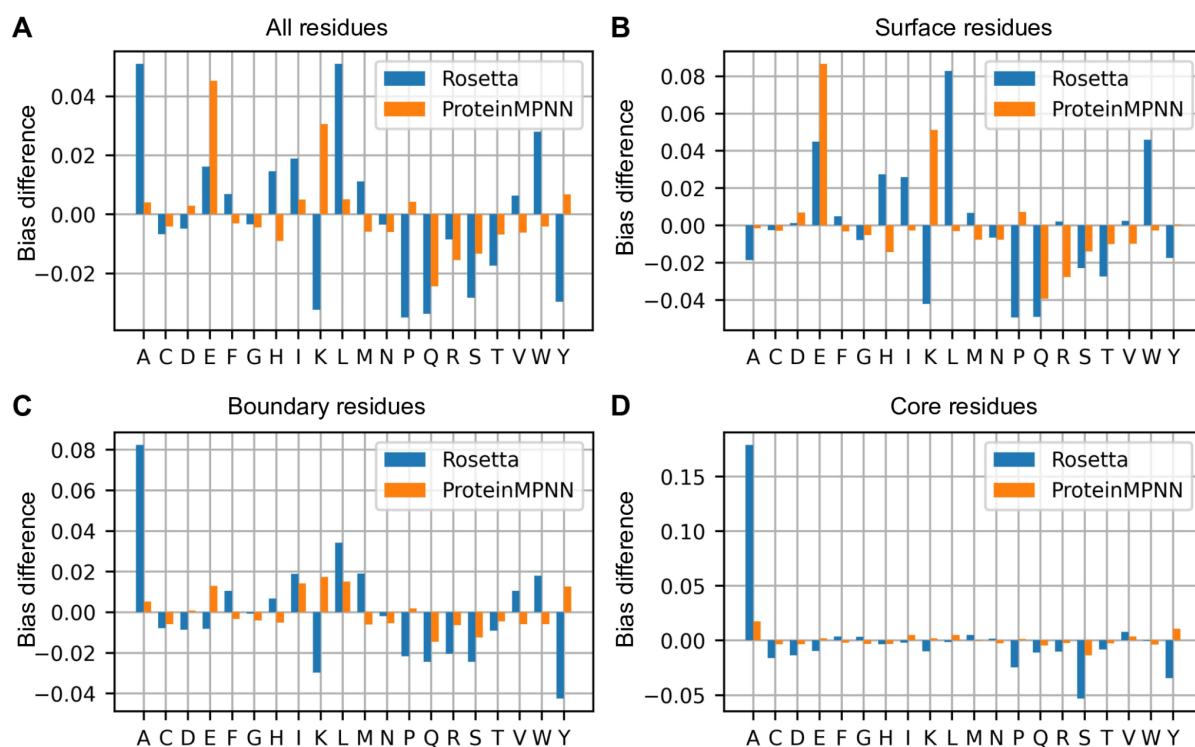 A
All residues
Bias difference
0.04
0.02
0.00
−0.02
Rosetta
ProteinMPNN
A C D E F G H I K L M N P Q R S T V W Y
B
Surface residues
Bias difference
0.08
0.06
0.04
0.02
0.00
−0.02
−0.04
Rosetta
ProteinMPNN
A C D E F G H I K L M N P Q R S T V W Y
C
Boundary residues
Bias difference
0.08
0.06
0.04
0.02
0.00
−0.02
−0.04
Rosetta
ProteinMPNN
A C D E F G H I K L M N P Q R S T V W Y
D
Core residues
Bias difference
0.15
0.10
0.05
0.00
−0.05
Rosetta
ProteinMPNN
A C D E F G H I K L M N P Q R S T V W Y